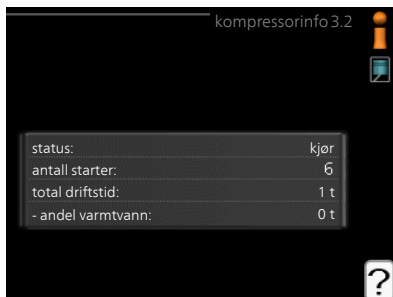 kompressorinfo 3.2
status: kjør
antall starter: 6
total driftstid: 1 t
- andel varmtvann: 0 t
?